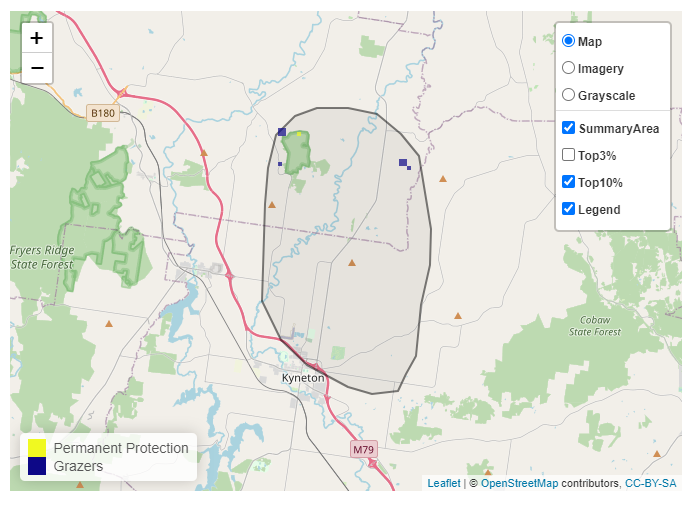 +
−
B180
Map
Imagery
Grayscale
SummaryArea
Top3%
Top10%
Legend
Fryers Ridge
State Forest
Cobaw
State Forest
Kyneton
M79
Permanent Protection
Grazers
Leaflet | © OpenStreetMap contributors, CC-BY-SA